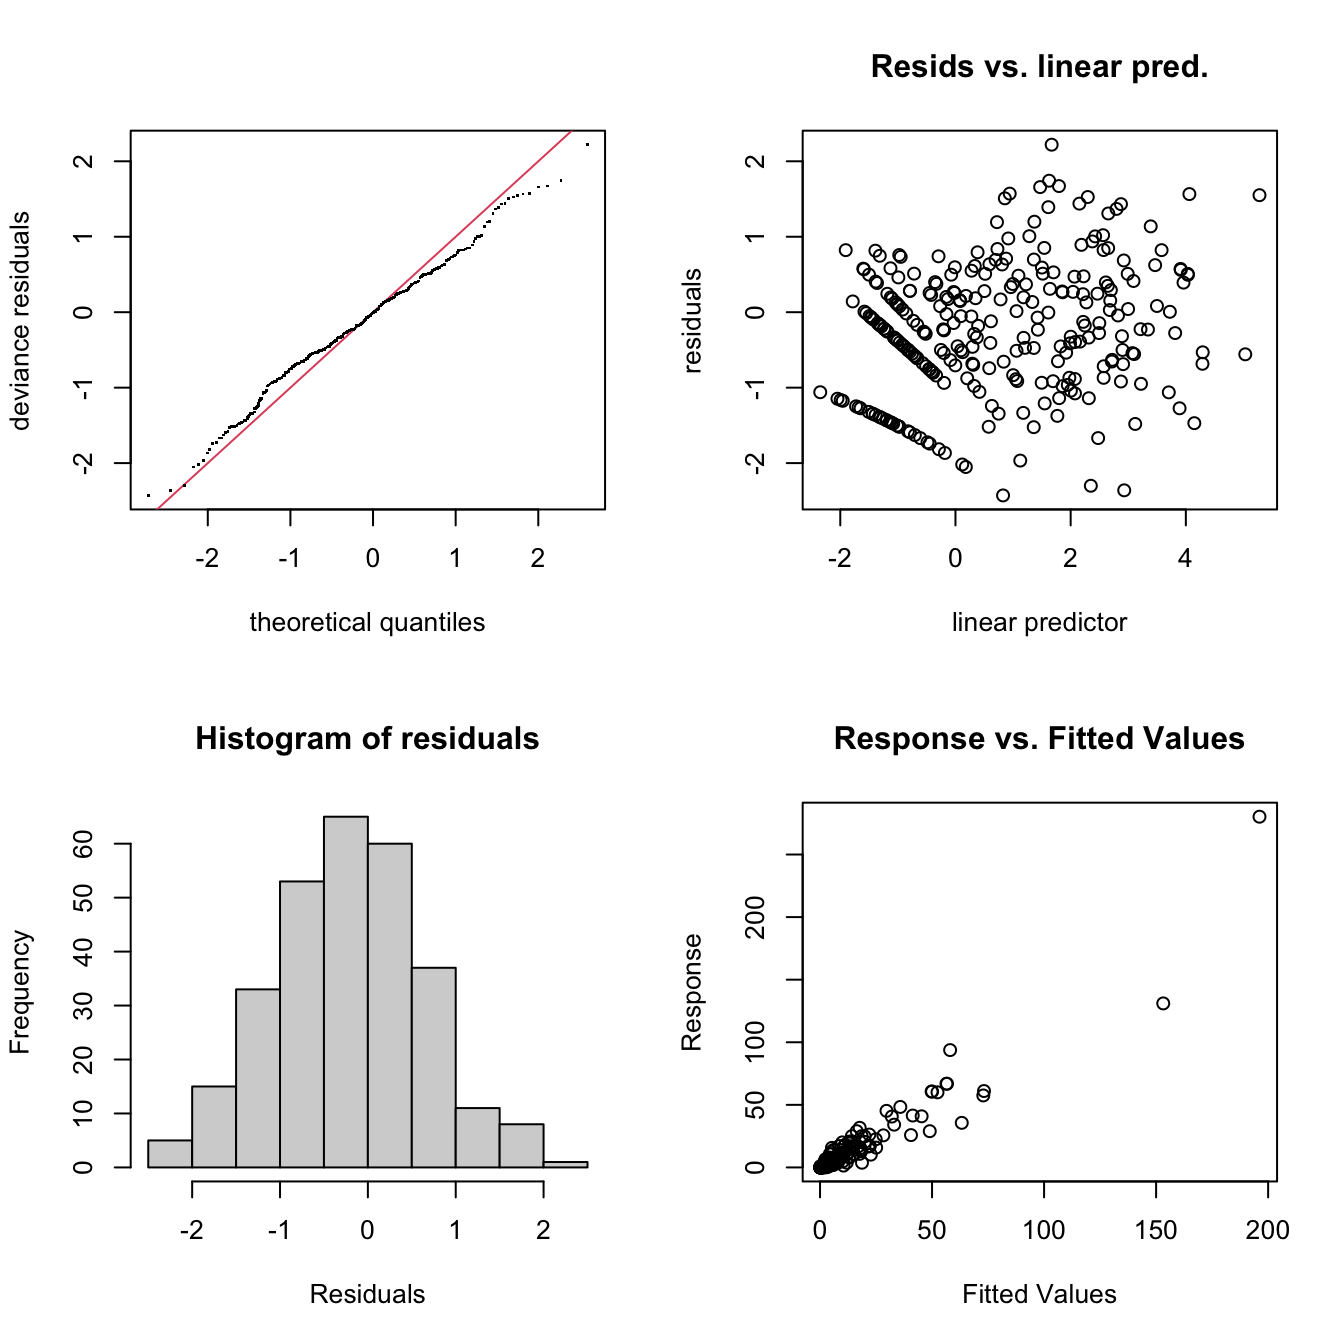 deviance residuals
2
1
0
-1
-2
-2 -1 0 1 2
theoretical quantiles
Resids vs. linear pred.
residuals
2
1
0
-1
-2
-2 0 2 4
linear predictor
Histogram of residuals
Frequency
60
50
40
30
20
10
0
-2 -1 0 1 2
Residuals
Response vs. Fitted Values
Response
200
100
50
0
0 50 100 150 200
Fitted Values